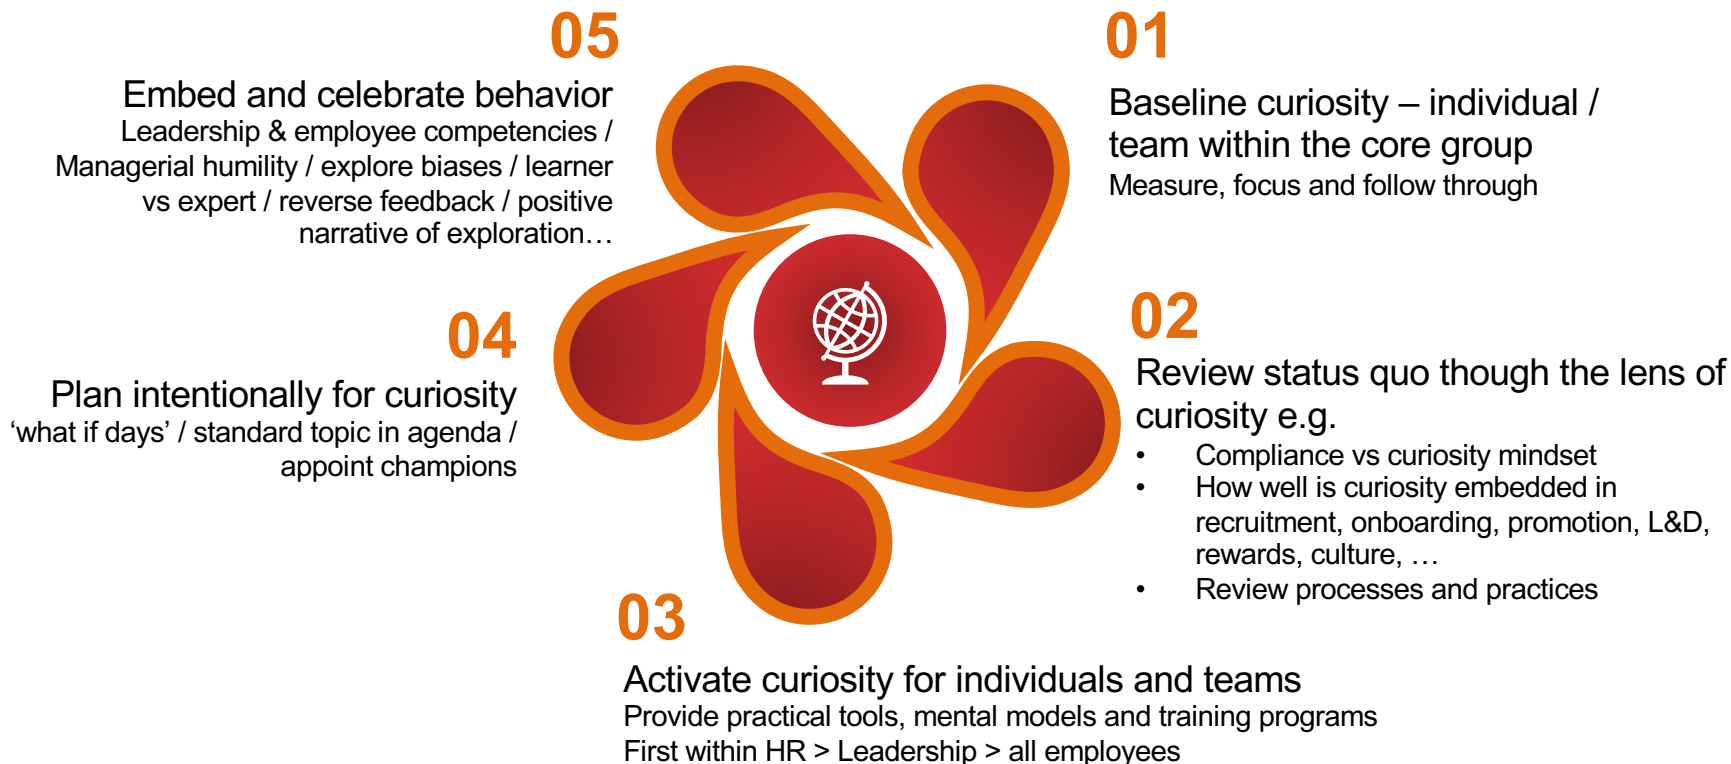 01
Baseline curiosity – individual /
team within the core group
Measure, focus and follow through
02
Review status quo though the lens of
curiosity e.g.
• Compliance vs curiosity mindset
• How well is curiosity embedded in
recruitment, onboarding, promotion, L&D,
rewards, culture, …
• Review processes and practices
03
Activate curiosity for individuals and teams
Provide practical tools, mental models and training programs
First within HR > Leadership > all employees
04
Plan intentionally for curiosity
‘what if days’ / standard topic in agenda /
appoint champions
05
Embed and celebrate behavior
Leadership & employee competencies /
Managerial humility / explore biases / learner
vs expert / reverse feedback / positive
narrative of exploration…